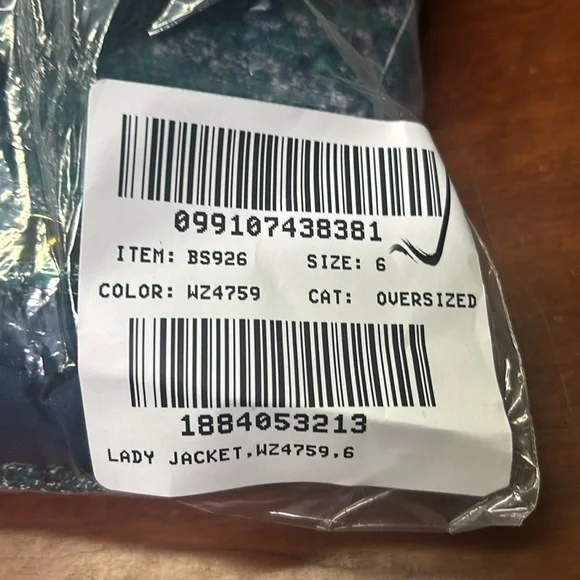 099107438381
ITEM: BS926 SIZE: 6
COLOR: WZ4759 CAT: OVERSIZED
1884053213
LADY JACKET,WZ4759,6